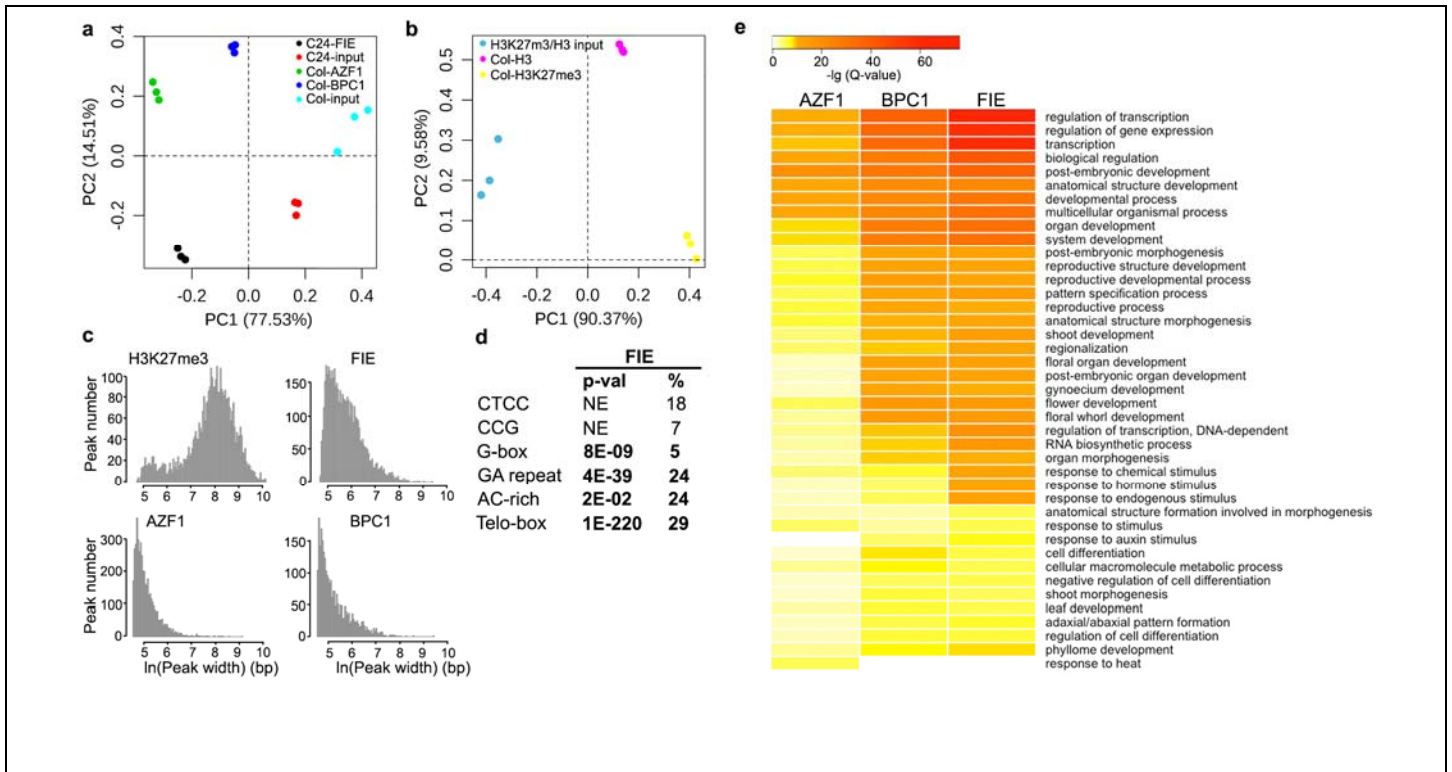 a
0.4
0.2
0.0
-0.2
PC2 (14.51%)
C24-FIE
C24-input
Col-AZF1
Col-BPC1
Col-input
-0.2 0.0 0.2 0.4
PC1 (77.53%)
b
0.5
0.4
0.3
0.2
0.1
0.0
PC2 (9.58%)
H3K27m3/H3 input
Col-H3
Col-H3K27me3
-0.4 -0.2 0.0 0.2 0.4
PC1 (90.37%)
c
H3K27me3
Peak number
100
80
60
40
20
0
5 6 7 8 9 10
FIE
150
100
50
0
5 6 7 8 9 10
AZF1
Peak number
300
200
100
0
5 6 7 8 9 10
ln(Peak width) (bp)
BPC1
150
100
50
0
5 6 7 8 9 10
ln(Peak width) (bp)
d
FIE
p-val %
CTCC NE 18
CCG NE 7
G-box 8E-09 5
GA repeat 4E-39 24
AC-rich 2E-02 24
Telo-box 1E-220 29
e
0 20 40 60
-lg (Q-value)
AZF1 BPC1 FIE
regulation of transcription
regulation of gene expression
transcription
biological regulation
post-embryonic development
anatomical structure development
developmental process
multicellular organismal process
organ development
system development
post-embryonic morphogenesis
reproductive structure development
reproductive developmental process
pattern specification process
reproductive process
anatomical structure morphogenesis
shoot development
regionalization
floral organ development
post-embryonic organ development
gynoecium development
flower development
floral whorl development
regulation of transcription, DNA-dependent
RNA biosynthetic process
organ morphogenesis
response to chemical stimulus
response to hormone stimulus
response to endogenous stimulus
anatomical structure formation involved in morphogenesis
response to stimulus
response to auxin stimulus
cell differentiation
cellular macromolecule metabolic process
negative regulation of cell differentiation
shoot morphogenesis
leaf development
adaxial/abaxial pattern formation
regulation of cell differentiation
phyllome development
response to heat